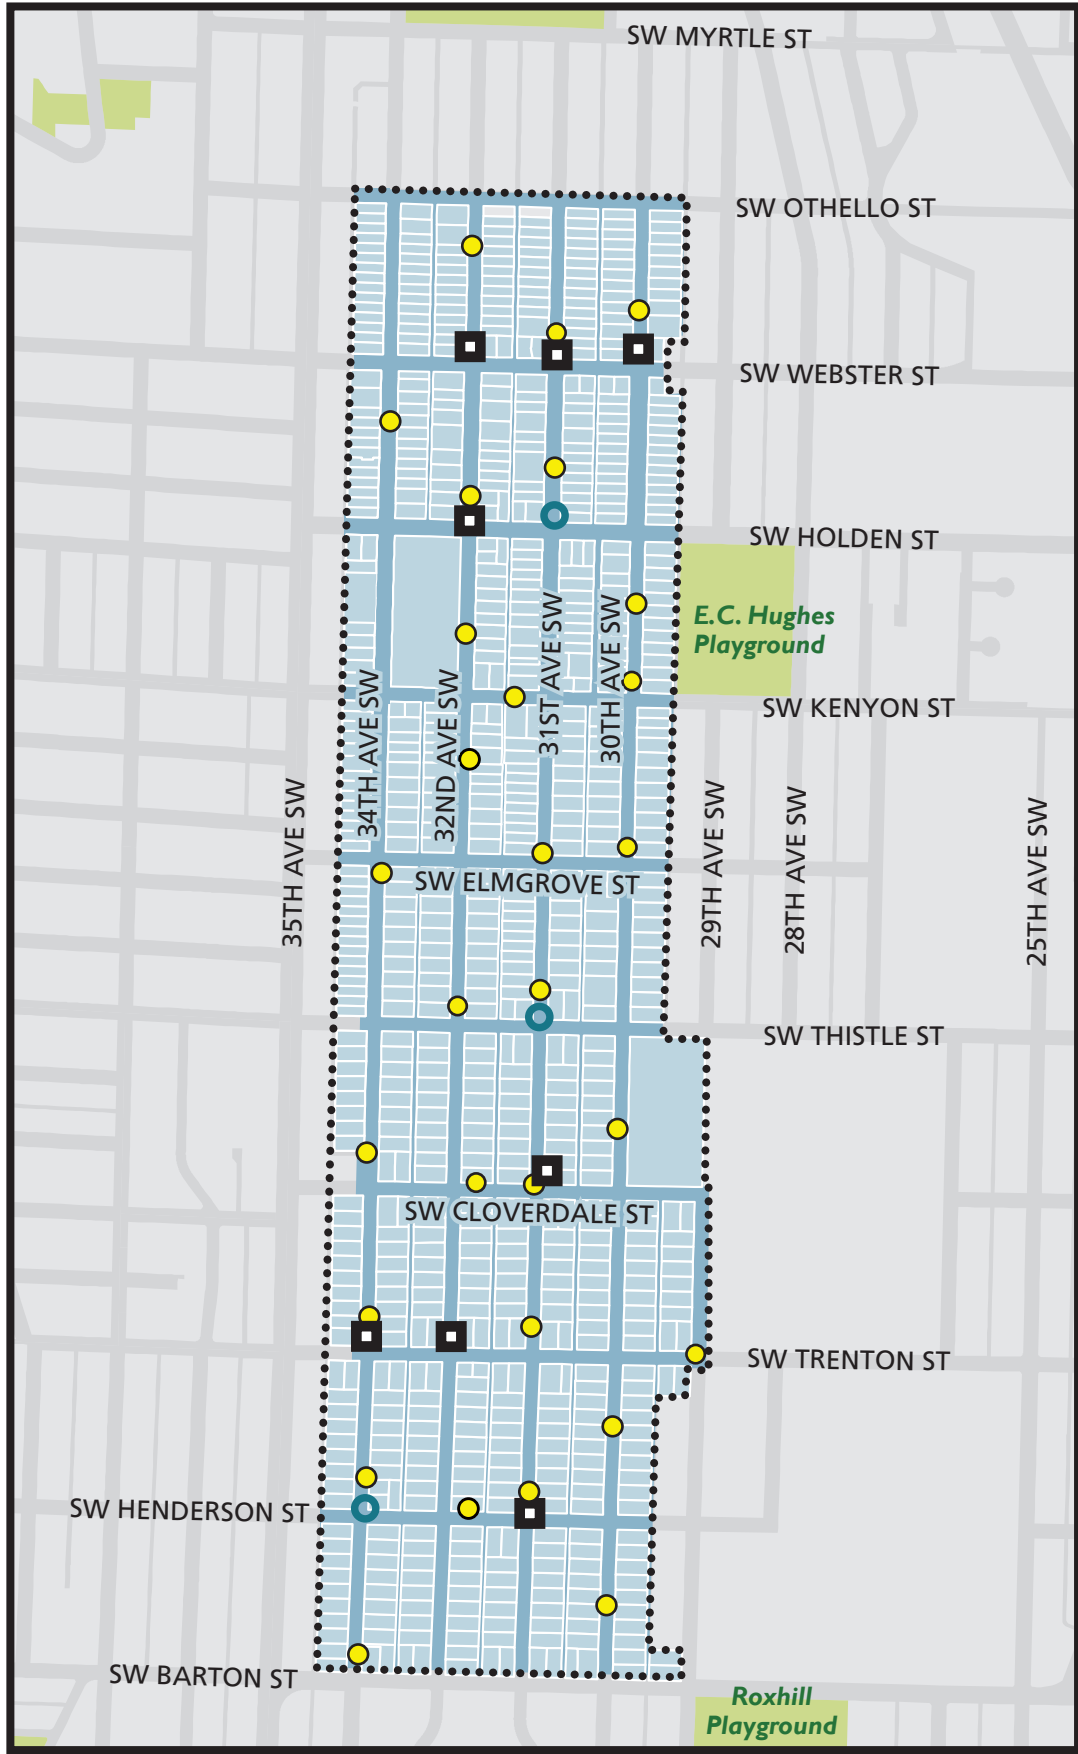 SW MYRTLE ST
SW OTHELLO ST
SW WEBSTER ST
SW HOLDEN ST
E.C. Hughes
Playground
31ST AVE SW
30TH AVE SW
34TH AVE SW
32ND AVE SW
SW KENYON ST
35TH AVE SW
29TH AVE SW
28TH AVE SW
25TH AVE SW
SW ELMGROVE ST
SW THISTLE ST
SW CLOVERDALE ST
SW TRENTON ST
SW HENDERSON ST
SW BARTON ST
Roxhill
Playground